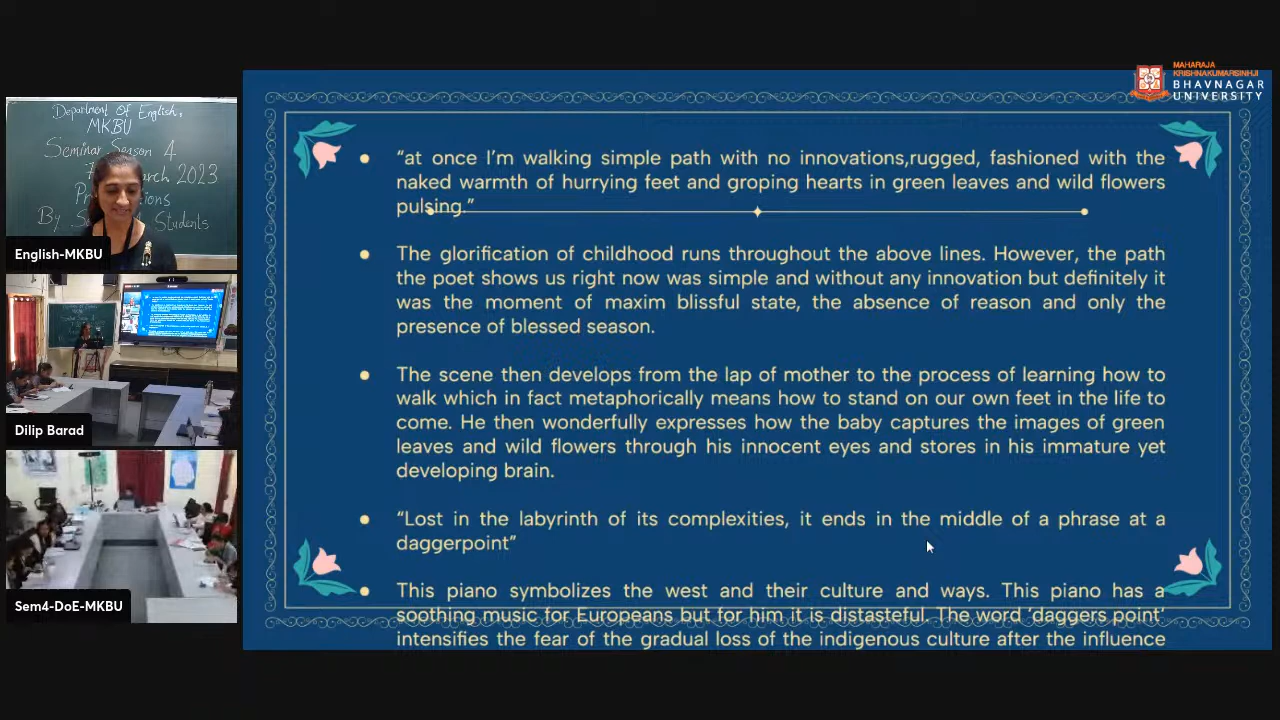 MAHARAJA
KRISHNAKUMARSINHJI
BHAVNAGAR
UNIVERSITY
Department Of English,
MKBU
Seminar Season 4
March 2023
By
Students
English-MKBU
Dilip Barad
Sem4-DoE-MKBU
“at once I’m walking simple path with no innovations,rugged, fashioned with the
naked warmth of hurrying feet and groping hearts in green leaves and wild flowers
pulsing.”
The glorification of childhood runs throughout the above lines. However, the path
the poet shows us right now was simple and without any innovation but definitely it
was the moment of maxim blissful state, the absence of reason and only the
presence of blessed season.
The scene then develops from the lap of mother to the process of learning how to
walk which in fact metaphorically means how to stand on our own feet in the life to
come. He then wonderfully expresses how the baby captures the images of green
leaves and wild flowers through his innocent eyes and stores in his immature yet
developing brain.
“Lost in the labyrinth of its complexities, it ends in the middle of a phrase at a
daggerpoint”
This piano symbolizes the west and their culture and ways. This piano has a
soothing music for Europeans but for him it is distasteful. The word ‘daggers point’
intensifies the fear of the gradual loss of the indigenous culture after the influence